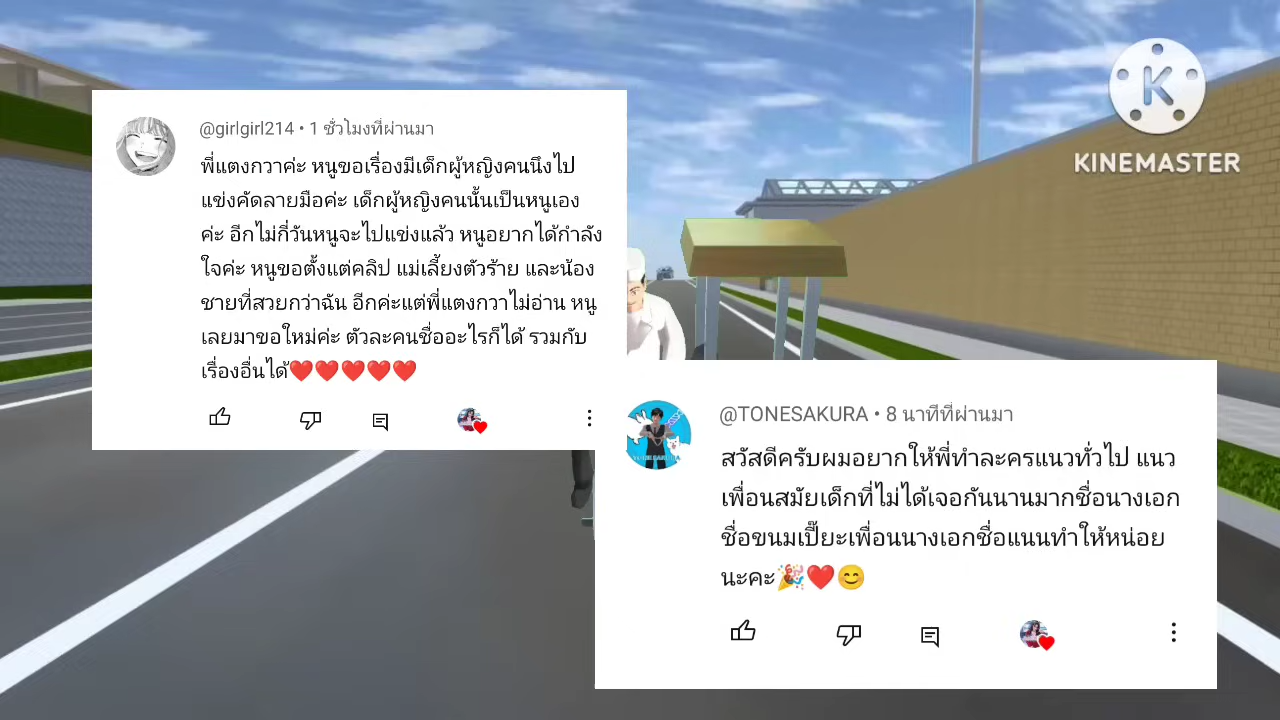 @girlgirl214 • 1 ชั่วโมงที่ผ่านมา
พี่แตงกวาค่ะ หนูขอเรื่องมีเด็กผู้หญิงคนนึงไป
แข่งคัดลายมือค่ะ เด็กผู้หญิงคนนั้นเป็นหนูเอง
ค่ะ อีกไม่กี่วันหนูจะไปแข่งแล้ว หนูอยากได้กำลัง
ใจค่ะ หนูขอตั้งแต่คลิป แม่เลี้ยงตัวร้าย และน้อง
ชายที่สวยกว่าฉัน อีกค่ะแต่พี่แตงกวาไม่อ่าน หนู
เลยมาขอใหม่ค่ะ ตัวละคนชื่ออะไรก็ได้ รวมกับ
เรื่องอื่นได้❤️❤️❤️❤️❤️
KINEMASTER
@TONESAKURA • 8 นาทีที่ผ่านมา
สวัสดีครับผมอยากให้พี่ทำละครแนวทั่วไป แนว
เพื่อนสมัยเด็กที่ไม่ได้เจอกันนานมากชื่อนางเอก
ชื่อขนมเปี๊ยะเพื่อนนางเอกชื่อแนนทำให้หน่อย
นะคะ🎉❤️😊